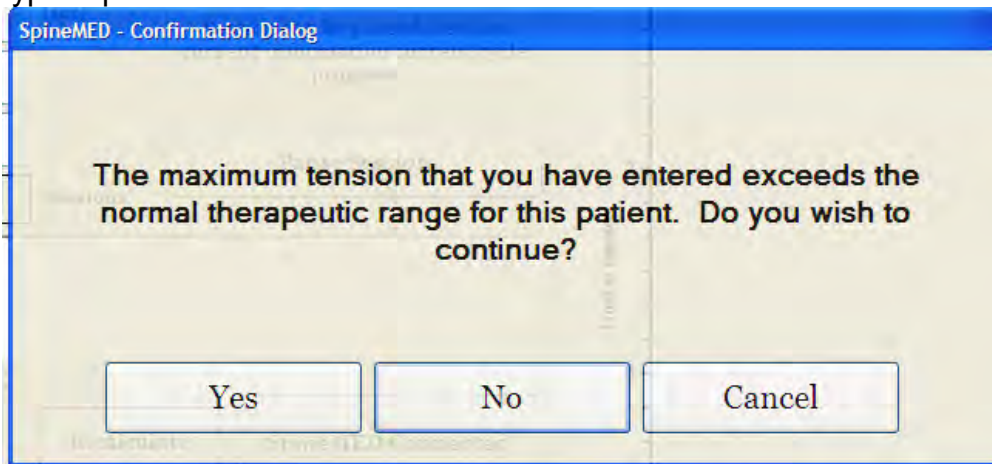 SpineMED - Confirmation Dialog
The maximum tension that you have entered exceeds the
normal therapeutic range for this patient.  Do you wish to
continue?
Yes
No
Cancel